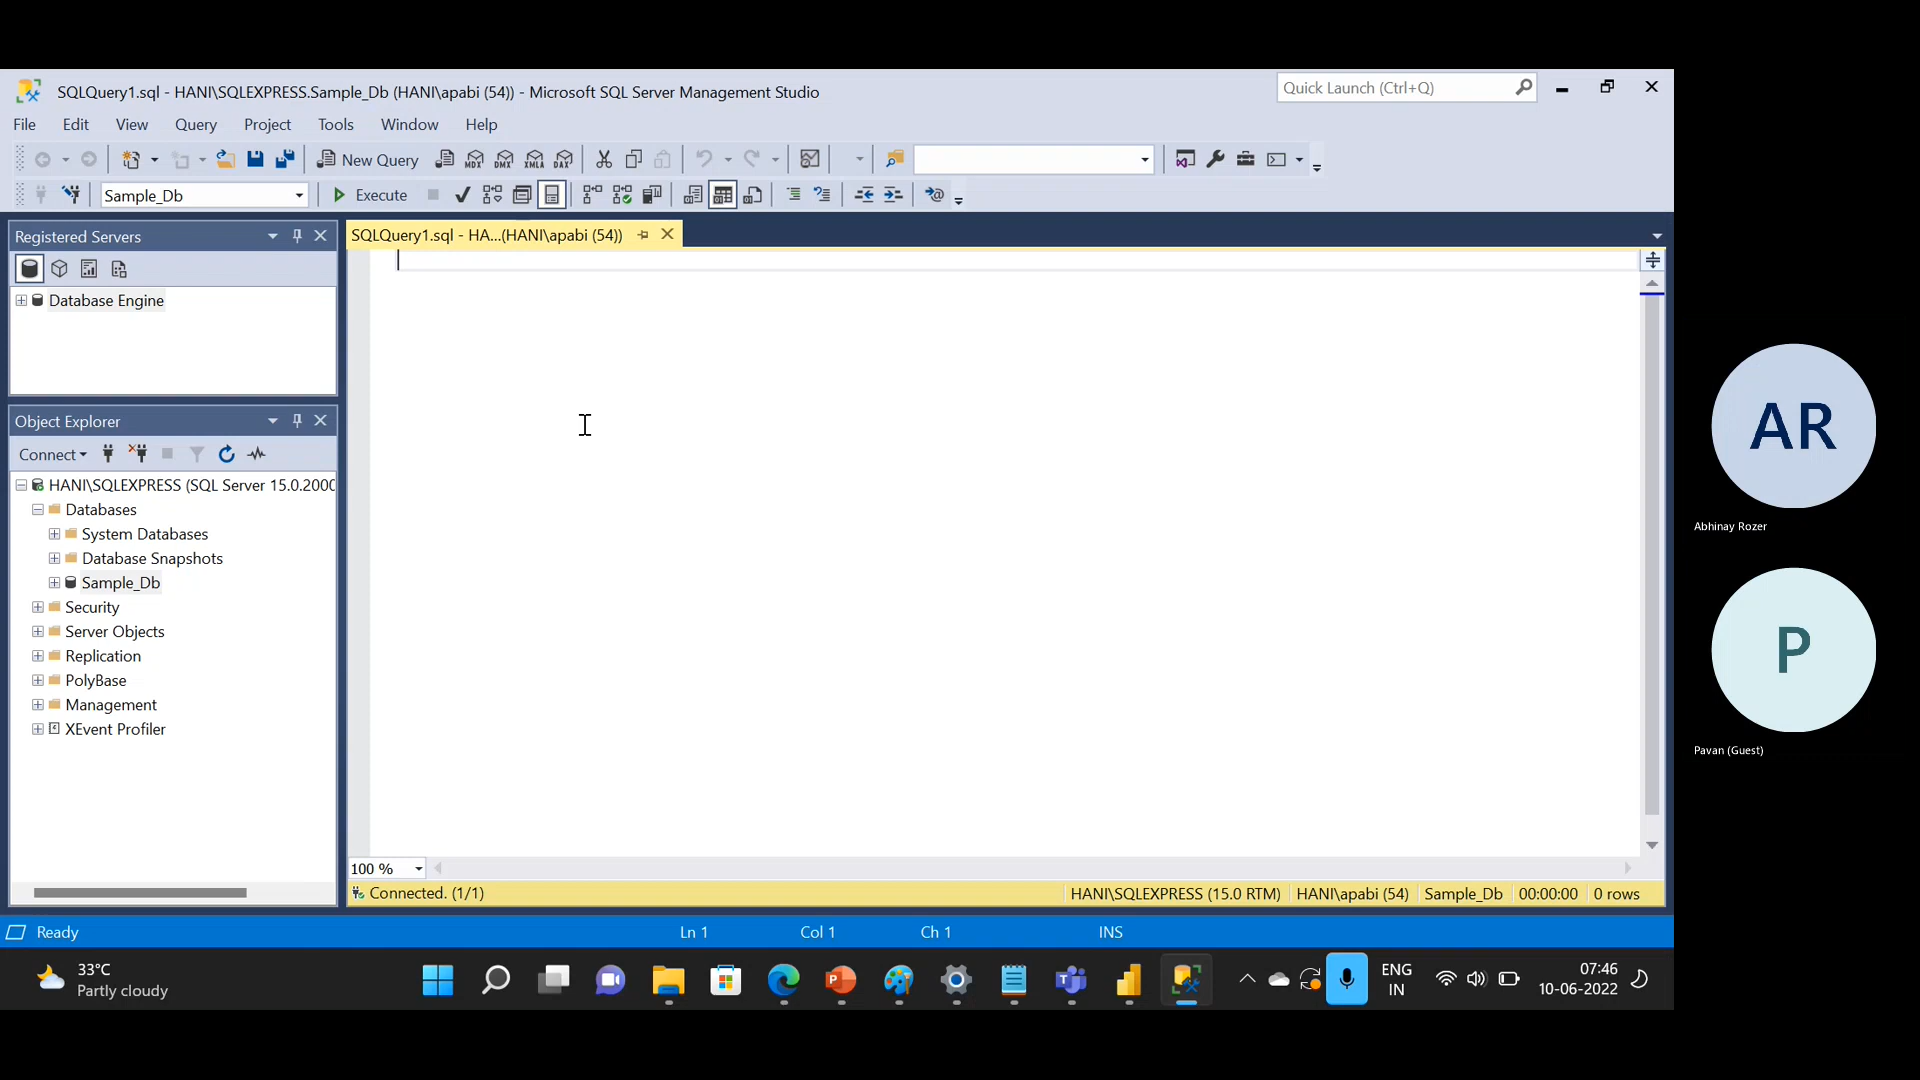 SQLQuery1.sql - HANI\SQLEXPRESS.Sample_Db (HANI\apabi (54)) - Microsoft SQL Server Management Studio
Quick Launch (Ctrl+Q)
File Edit View Query Project Tools Window Help
New Query MDX DMX XMLA DAX
Sample_Db Execute
Registered Servers
SQLQuery1.sql - HA...(HANI\apabi (54))
Database Engine
Object Explorer
Connect
HANI\SQLEXPRESS (SQL Server 15.0.2000
Databases
System Databases
Database Snapshots
Sample_Db
Security
Server Objects
Replication
PolyBase
Management
XEvent Profiler
100 %
Connected. (1/1) HANI\SQLEXPRESS (15.0 RTM) HANI\apabi (54) Sample_Db 00:00:00 0 rows
Ready Ln 1 Col 1 Ch 1 INS
33°C
Partly cloudy
ENG
IN
07:46
10-06-2022
AR
Abhinay Rozer
P
Pavan (Guest)